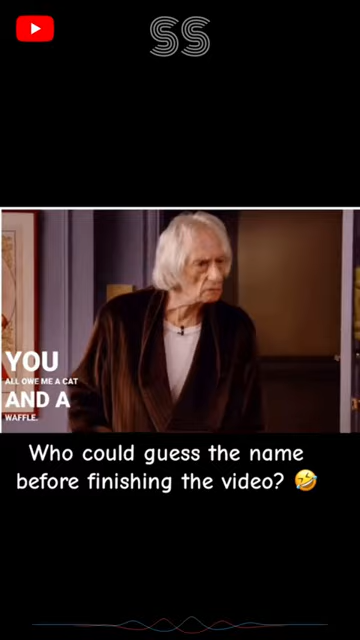 SS
YOU
ALL OWE ME A CAT
AND A
WAFFLE.
Who could guess the name
before finishing the video? 🤣